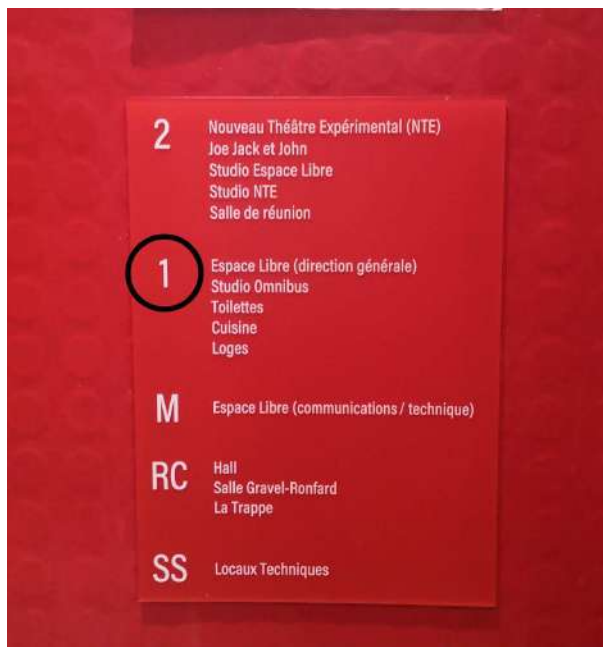 2 Nouveau Théâtre Expérimental (NTE)
Joe Jack et John
Studio Espace Libre
Studio NTE
Salle de réunion
1 Espace Libre (direction générale)
Studio Omnibus
Toilettes
Cuisine
Loges
M Espace Libre (communications / technique)
RC Hall
Salle Gravel-Ronfard
La Trappe
SS Locaux Techniques